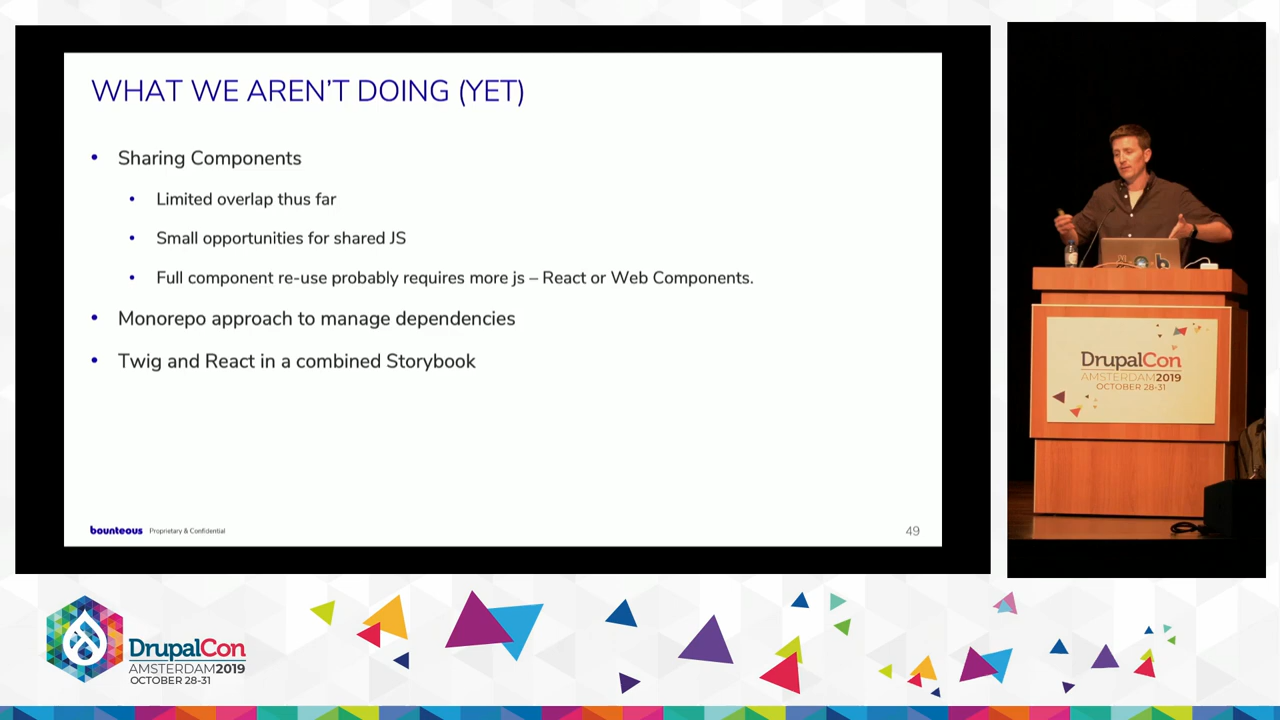 WHAT WE AREN'T DOING (YET)
• Sharing Components
• Limited overlap thus far
• Small opportunities for shared JS
• Full component re-use probably requires more js – React or Web Components.
• Monorepo approach to manage dependencies
• Twig and React in a combined Storybook
bounteous Proprietary & Confidential
49
DrupalCon
AMSTERDAM2019
OCTOBER 28-31
DrupalCon
AMSTERDAM2019
OCTOBER 28-31